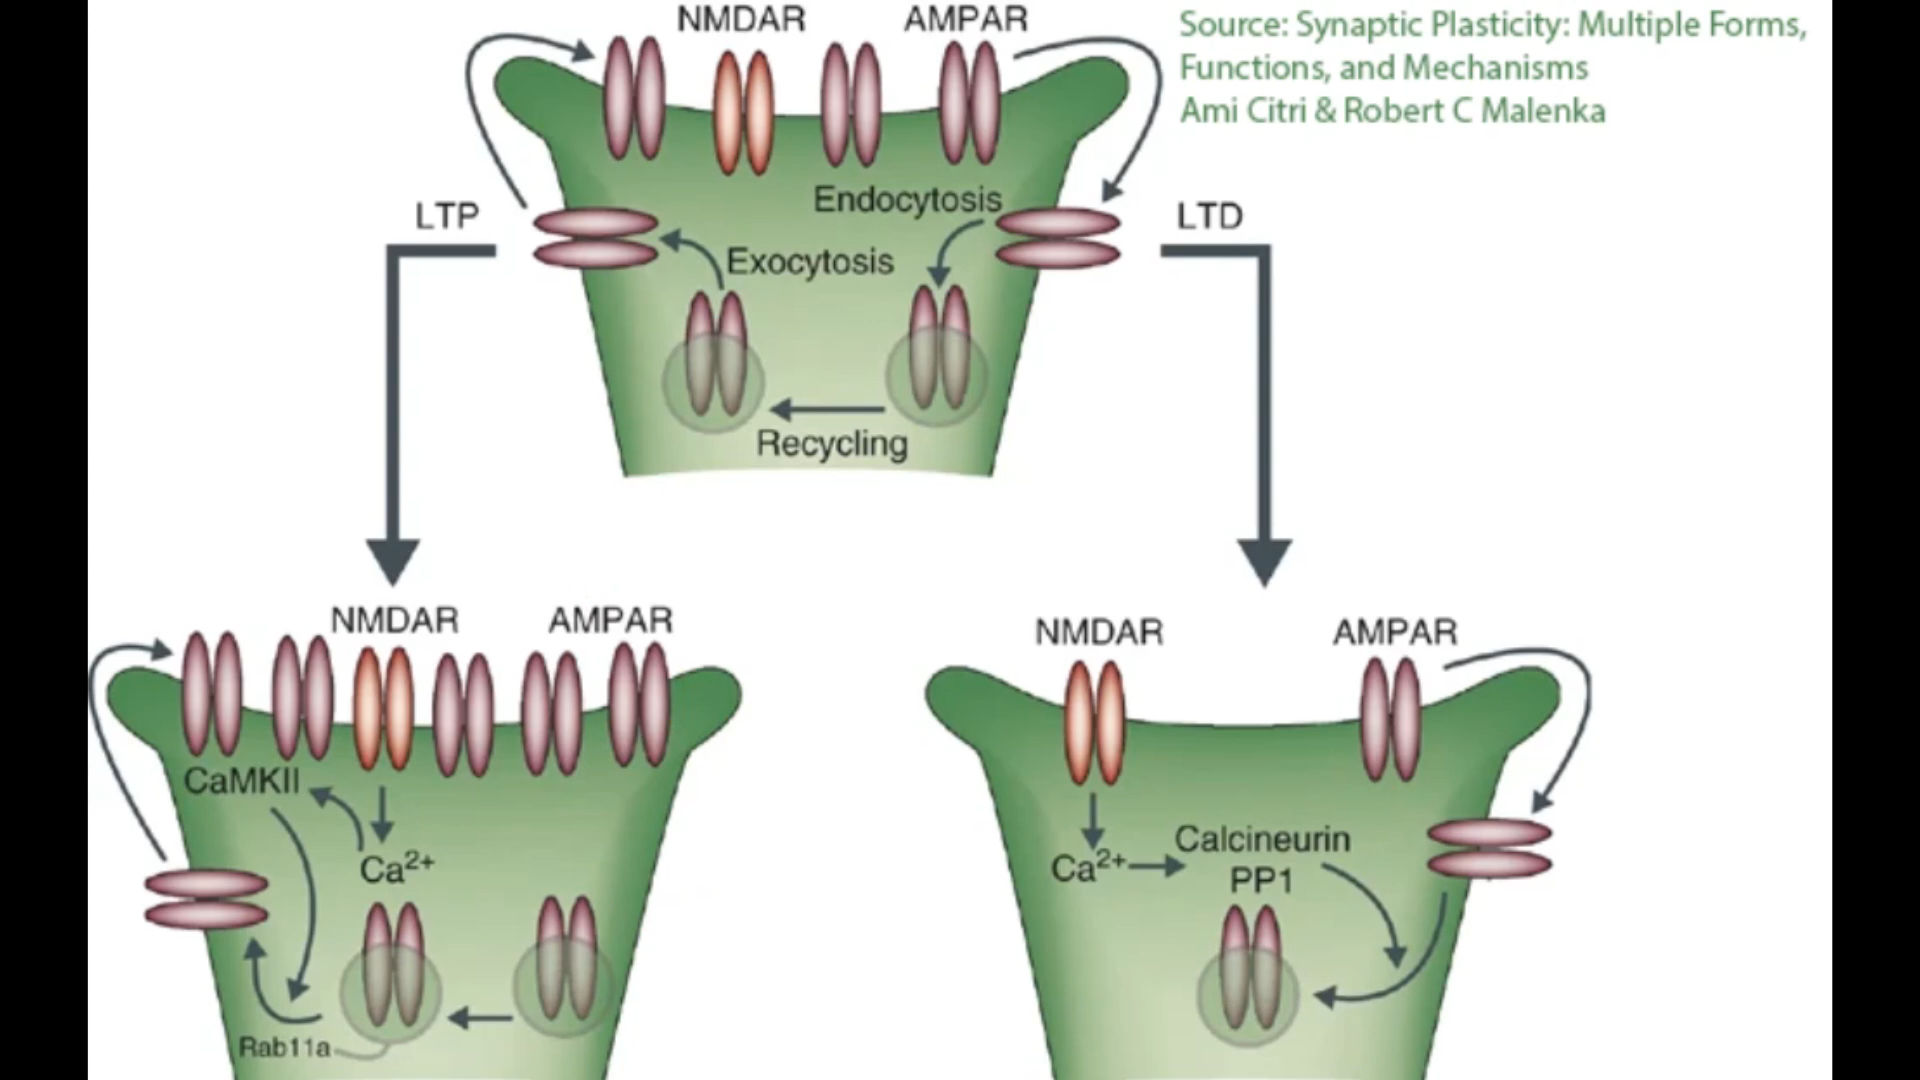 NMDAR
AMPAR
Source: Synaptic Plasticity: Multiple Forms,
Functions, and Mechanisms
Ami Citri & Robert C Malenka
Endocytosis
LTP
LTD
Exocytosis
Recycling
NMDAR
AMPAR
CaMKII
Ca2+
Rab11a
NMDAR
AMPAR
Ca2+
Calcineurin
PP1